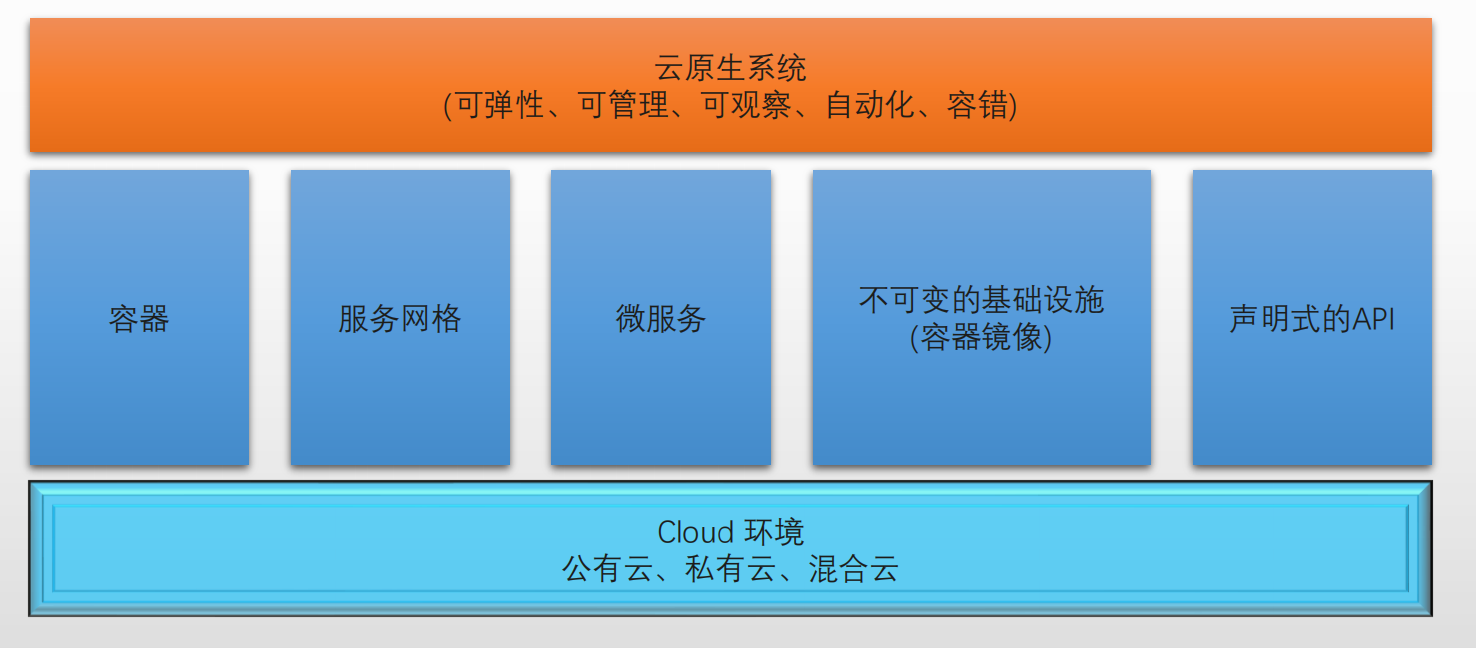 云原生系统
(可弹性、可管理、可观察、自动化、容错)
容器
服务网格
微服务
不可变的基础设施
(容器镜像)
声明式的API
Cloud 环境
公有云、私有云、混合云